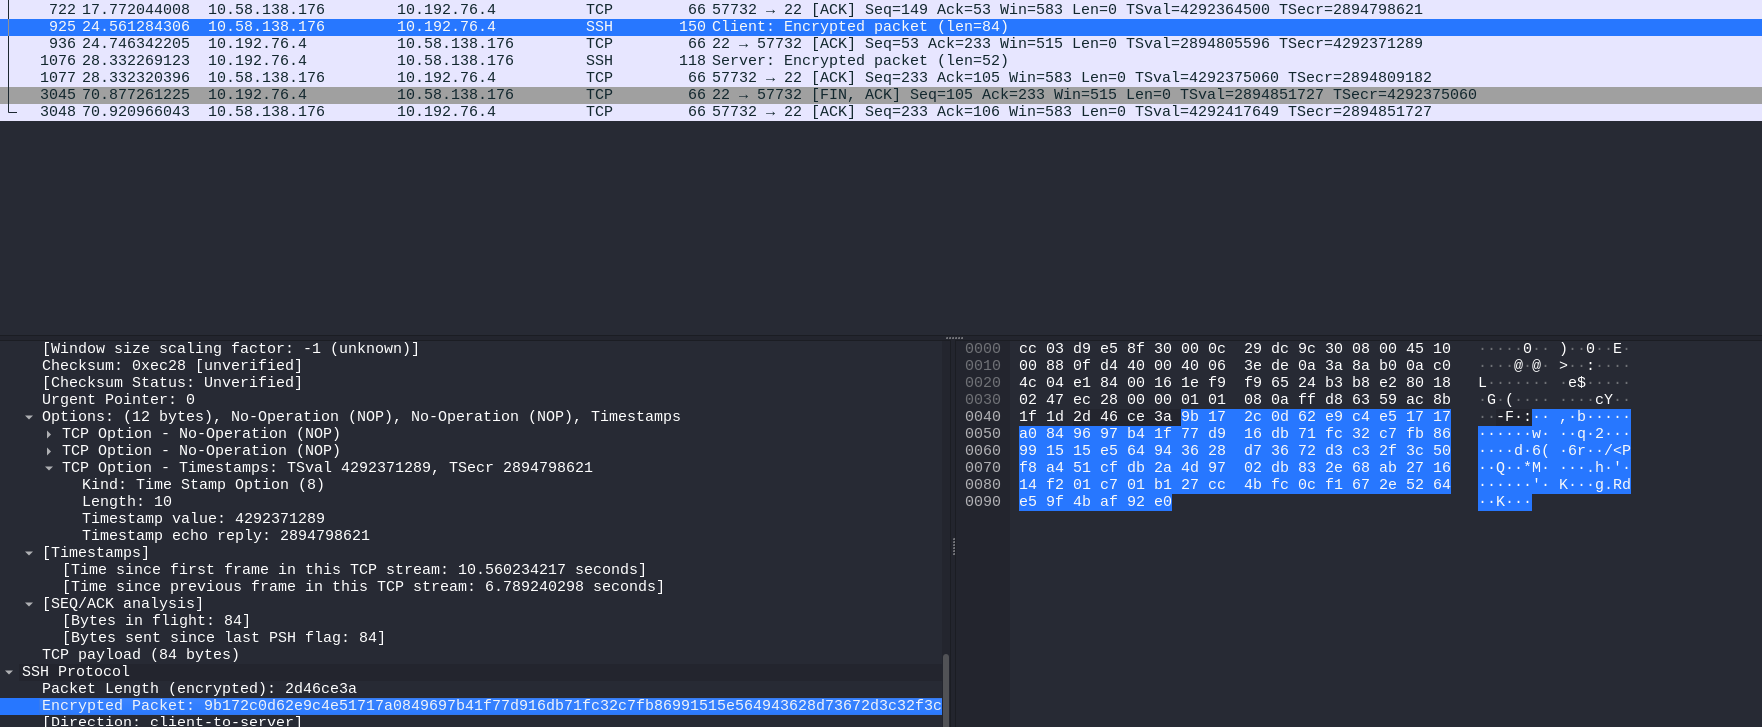 722 17.772044008 10.58.138.176 10.192.76.4 TCP 66 57732 → 22 [ACK] Seq=149 Ack=53 Win=583 Len=0 TSval=4292364500 TSecr=2894798621
925 24.561284306 10.58.138.176 10.192.76.4 SSH 150 Client: Encrypted packet (len=84)
936 24.746342205 10.192.76.4 10.58.138.176 TCP 66 22 → 57732 [ACK] Seq=53 Ack=233 Win=515 Len=0 TSval=2894805596 TSecr=4292371289
1076 28.332269123 10.192.76.4 10.58.138.176 SSH 118 Server: Encrypted packet (len=52)
1077 28.332320396 10.58.138.176 10.192.76.4 TCP 66 57732 → 22 [ACK] Seq=233 Ack=105 Win=583 Len=0 TSval=4292375060 TSecr=2894809182
3045 70.877261225 10.192.76.4 10.58.138.176 TCP 66 22 → 57732 [FIN, ACK] Seq=105 Ack=233 Win=515 Len=0 TSval=2894851727 TSecr=4292375060
3048 70.920966043 10.58.138.176 10.192.76.4 TCP 66 57732 → 22 [ACK] Seq=233 Ack=106 Win=583 Len=0 TSval=4292417649 TSecr=2894851727
[Window size scaling factor: -1 (unknown)]
Checksum: 0xec28 [unverified]
[Checksum Status: Unverified]
Urgent Pointer: 0
Options: (12 bytes), No-Operation (NOP), No-Operation (NOP), Timestamps
TCP Option - No-Operation (NOP)
TCP Option - No-Operation (NOP)
TCP Option - Timestamps: TSval 4292371289, TSecr 2894798621
Kind: Time Stamp Option (8)
Length: 10
Timestamp value: 4292371289
Timestamp echo reply: 2894798621
[Timestamps]
[Time since first frame in this TCP stream: 10.560234217 seconds]
[Time since previous frame in this TCP stream: 6.789240298 seconds]
[SEQ/ACK analysis]
[Bytes in flight: 84]
[Bytes sent since last PSH flag: 84]
TCP payload (84 bytes)
SSH Protocol
Packet Length (encrypted): 2d46ce3a
Encrypted Packet: 9b172c0d62e9c4e51717a0849697b41f77d916db71fc32c7fb86991515e564943628d73672d3c32f3c
[Direction: client-to-server]
0000 cc 03 d9 e5 8f 30 00 0c 29 dc 9c 30 08 00 45 10 ·····0·· )··0··E·
0010 00 88 0f d4 40 00 40 06 3e de 0a 3a 8a b0 0a c0 ····@·@· >··:····
0020 4c 04 e1 84 00 16 1e f9 f9 65 24 b3 b8 e2 80 18 L······· ·e$·····
0030 02 47 ec 28 00 00 01 01 08 0a ff d8 63 59 ac 8b ·G·(···· ····cY··
0040 1f 1d 2d 46 ce 3a 9b 17 2c 0d 62 e9 c4 e5 17 17 ··-F·:·· ,·b·····
0050 a0 84 96 97 b4 1f 77 d9 16 db 71 fc 32 c7 fb 86 ······w· ··q·2···
0060 99 15 15 e5 64 94 36 28 d7 36 72 d3 c3 2f 3c 50 ····d·6( ·6r··/<P
0070 f8 a4 51 cf db 2a 4d 97 02 db 83 2e 68 ab 27 16 ··Q··*M· ···.h·'·
0080 14 f2 01 c7 01 b1 27 cc 4b fc 0c f1 67 2e 52 64 ······'· K···g.Rd
0090 e5 9f 4b af 92 e0 ··K···